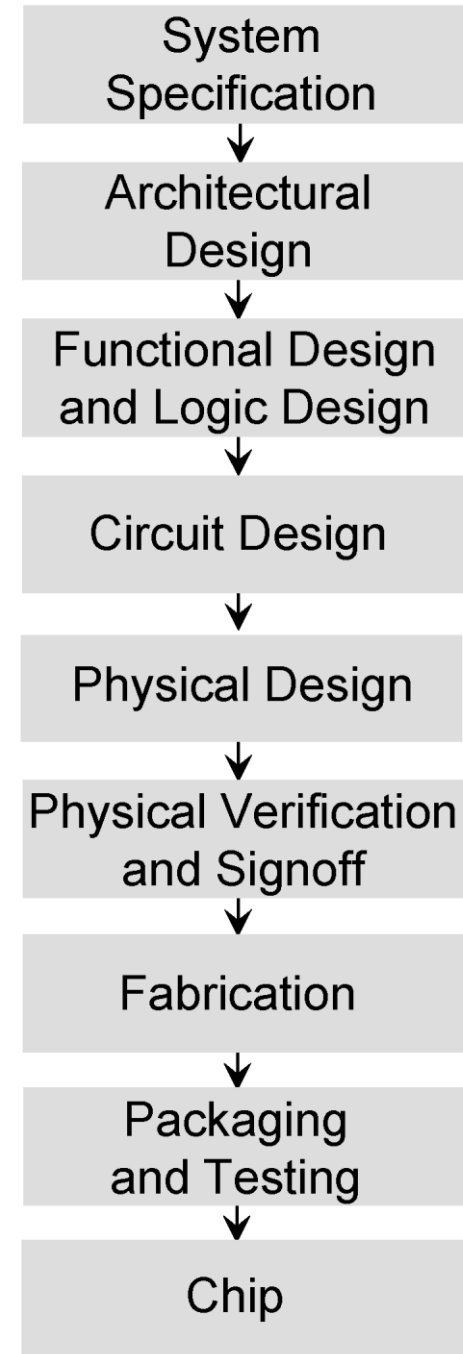 System
Specification
Architectural
Design
Functional Design
and Logic Design
Circuit Design
Physical Design
Physical Verification
and Signoff
Fabrication
Packaging
and Testing
Chip